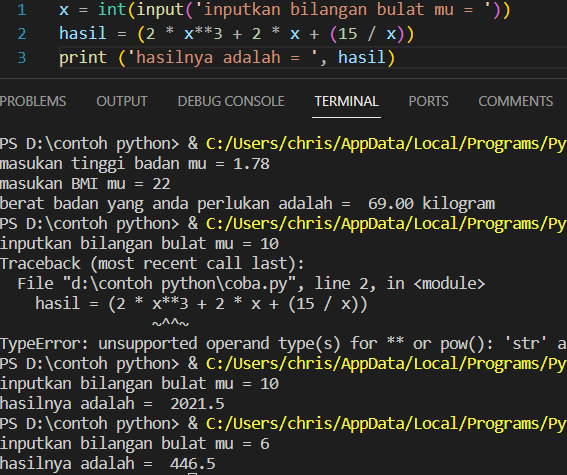 1 x = int(input('inputkan bilangan bulat mu = '))
2 hasil = (2 * x**3 + 2 * x + (15 / x))
3 print ('hasilnya adalah = ', hasil)
PROBLEMS OUTPUT DEBUG CONSOLE TERMINAL PORTS COMMENTS
PS D:\contoh python> & C:/Users/chris/AppData/Local/Programs/Py
masukan tinggi badan mu = 1.78
masukan BMI mu = 22
berat badan yang anda perlukan adalah =  69.00 kilogram
PS D:\contoh python> & C:/Users/chris/AppData/Local/Programs/Py
inputkan bilangan bulat mu = 10
Traceback (most recent call last):
  File "d:\contoh python\coba.py", line 2, in <module>
    hasil = (2 * x**3 + 2 * x + (15 / x))
                 ~^^~
TypeError: unsupported operand type(s) for ** or pow(): 'str' a
PS D:\contoh python> & C:/Users/chris/AppData/Local/Programs/Py
inputkan bilangan bulat mu = 10
hasilnya adalah =  2021.5
PS D:\contoh python> & C:/Users/chris/AppData/Local/Programs/Py
inputkan bilangan bulat mu = 6
hasilnya adalah =  446.5